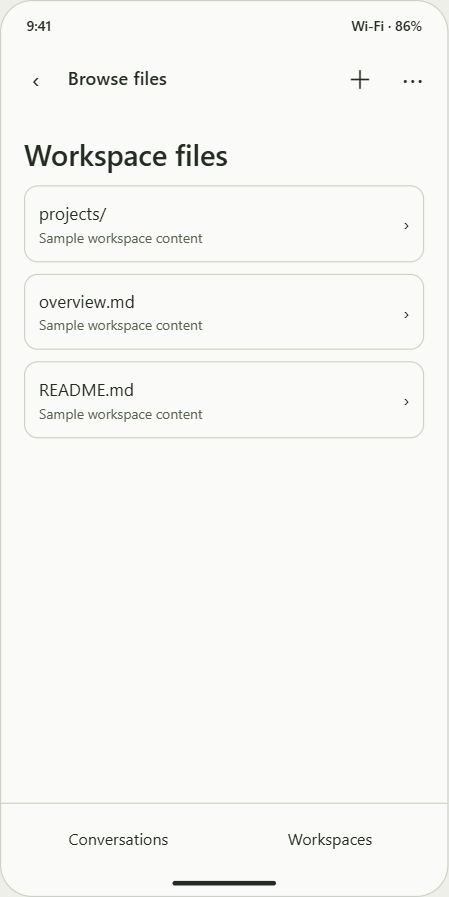 9:41 Wi-Fi · 86%
‹ Browse files + ···
Workspace files
projects/
Sample workspace content
›
overview.md
Sample workspace content
›
README.md
Sample workspace content
›
Conversations Workspaces